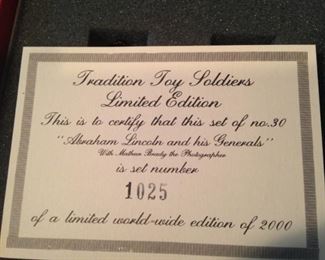 Tradition Toy Soldiers
Limited Edition
This is to certify that this set of no.30
"Abraham Lincoln and his Generals"
With Mathew Brady the Photographer
is set number
1025
of a limited world-wide edition of 2000